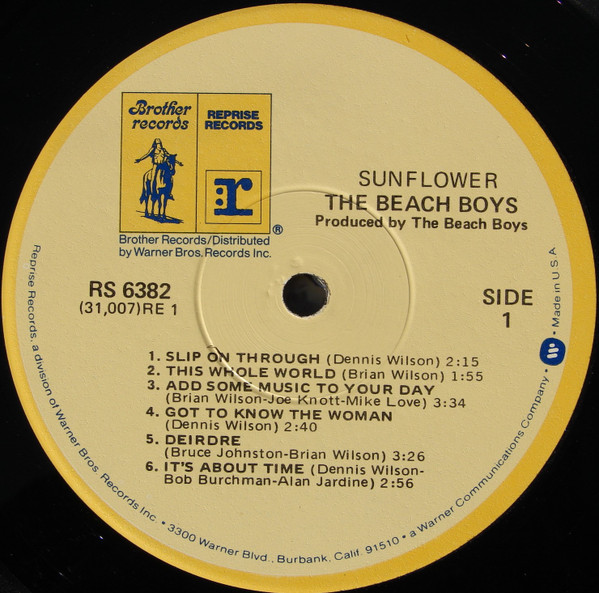 Brother
records
REPRISE
RECORDS
r
®
Brother Records/Distributed
by Warner Bros. Records Inc.
SUNFLOWER
THE BEACH BOYS
Produced by The Beach Boys
RS 6382
(31,007)RE 1
SIDE
1
1. SLIP ON THROUGH (Dennis Wilson) 2:15
2. THIS WHOLE WORLD (Brian Wilson) 1:55
3. ADD SOME MUSIC TO YOUR DAY
(Brian Wilson-Joe Knott-Mike Love) 3:34
4. GOT TO KNOW THE WOMAN
(Dennis Wilson) 2:40
5. DEIRDRE
(Bruce Johnston-Brian Wilson) 3:26
6. IT'S ABOUT TIME (Dennis Wilson-
Bob Burchman-Alan Jardine) 2:56
Reprise Records, a division of Warner Bros. Records Inc. • 3300 Warner Blvd., Burbank, Calif. 91510 • a Warner Communications Company • W • Made in U.S.A.